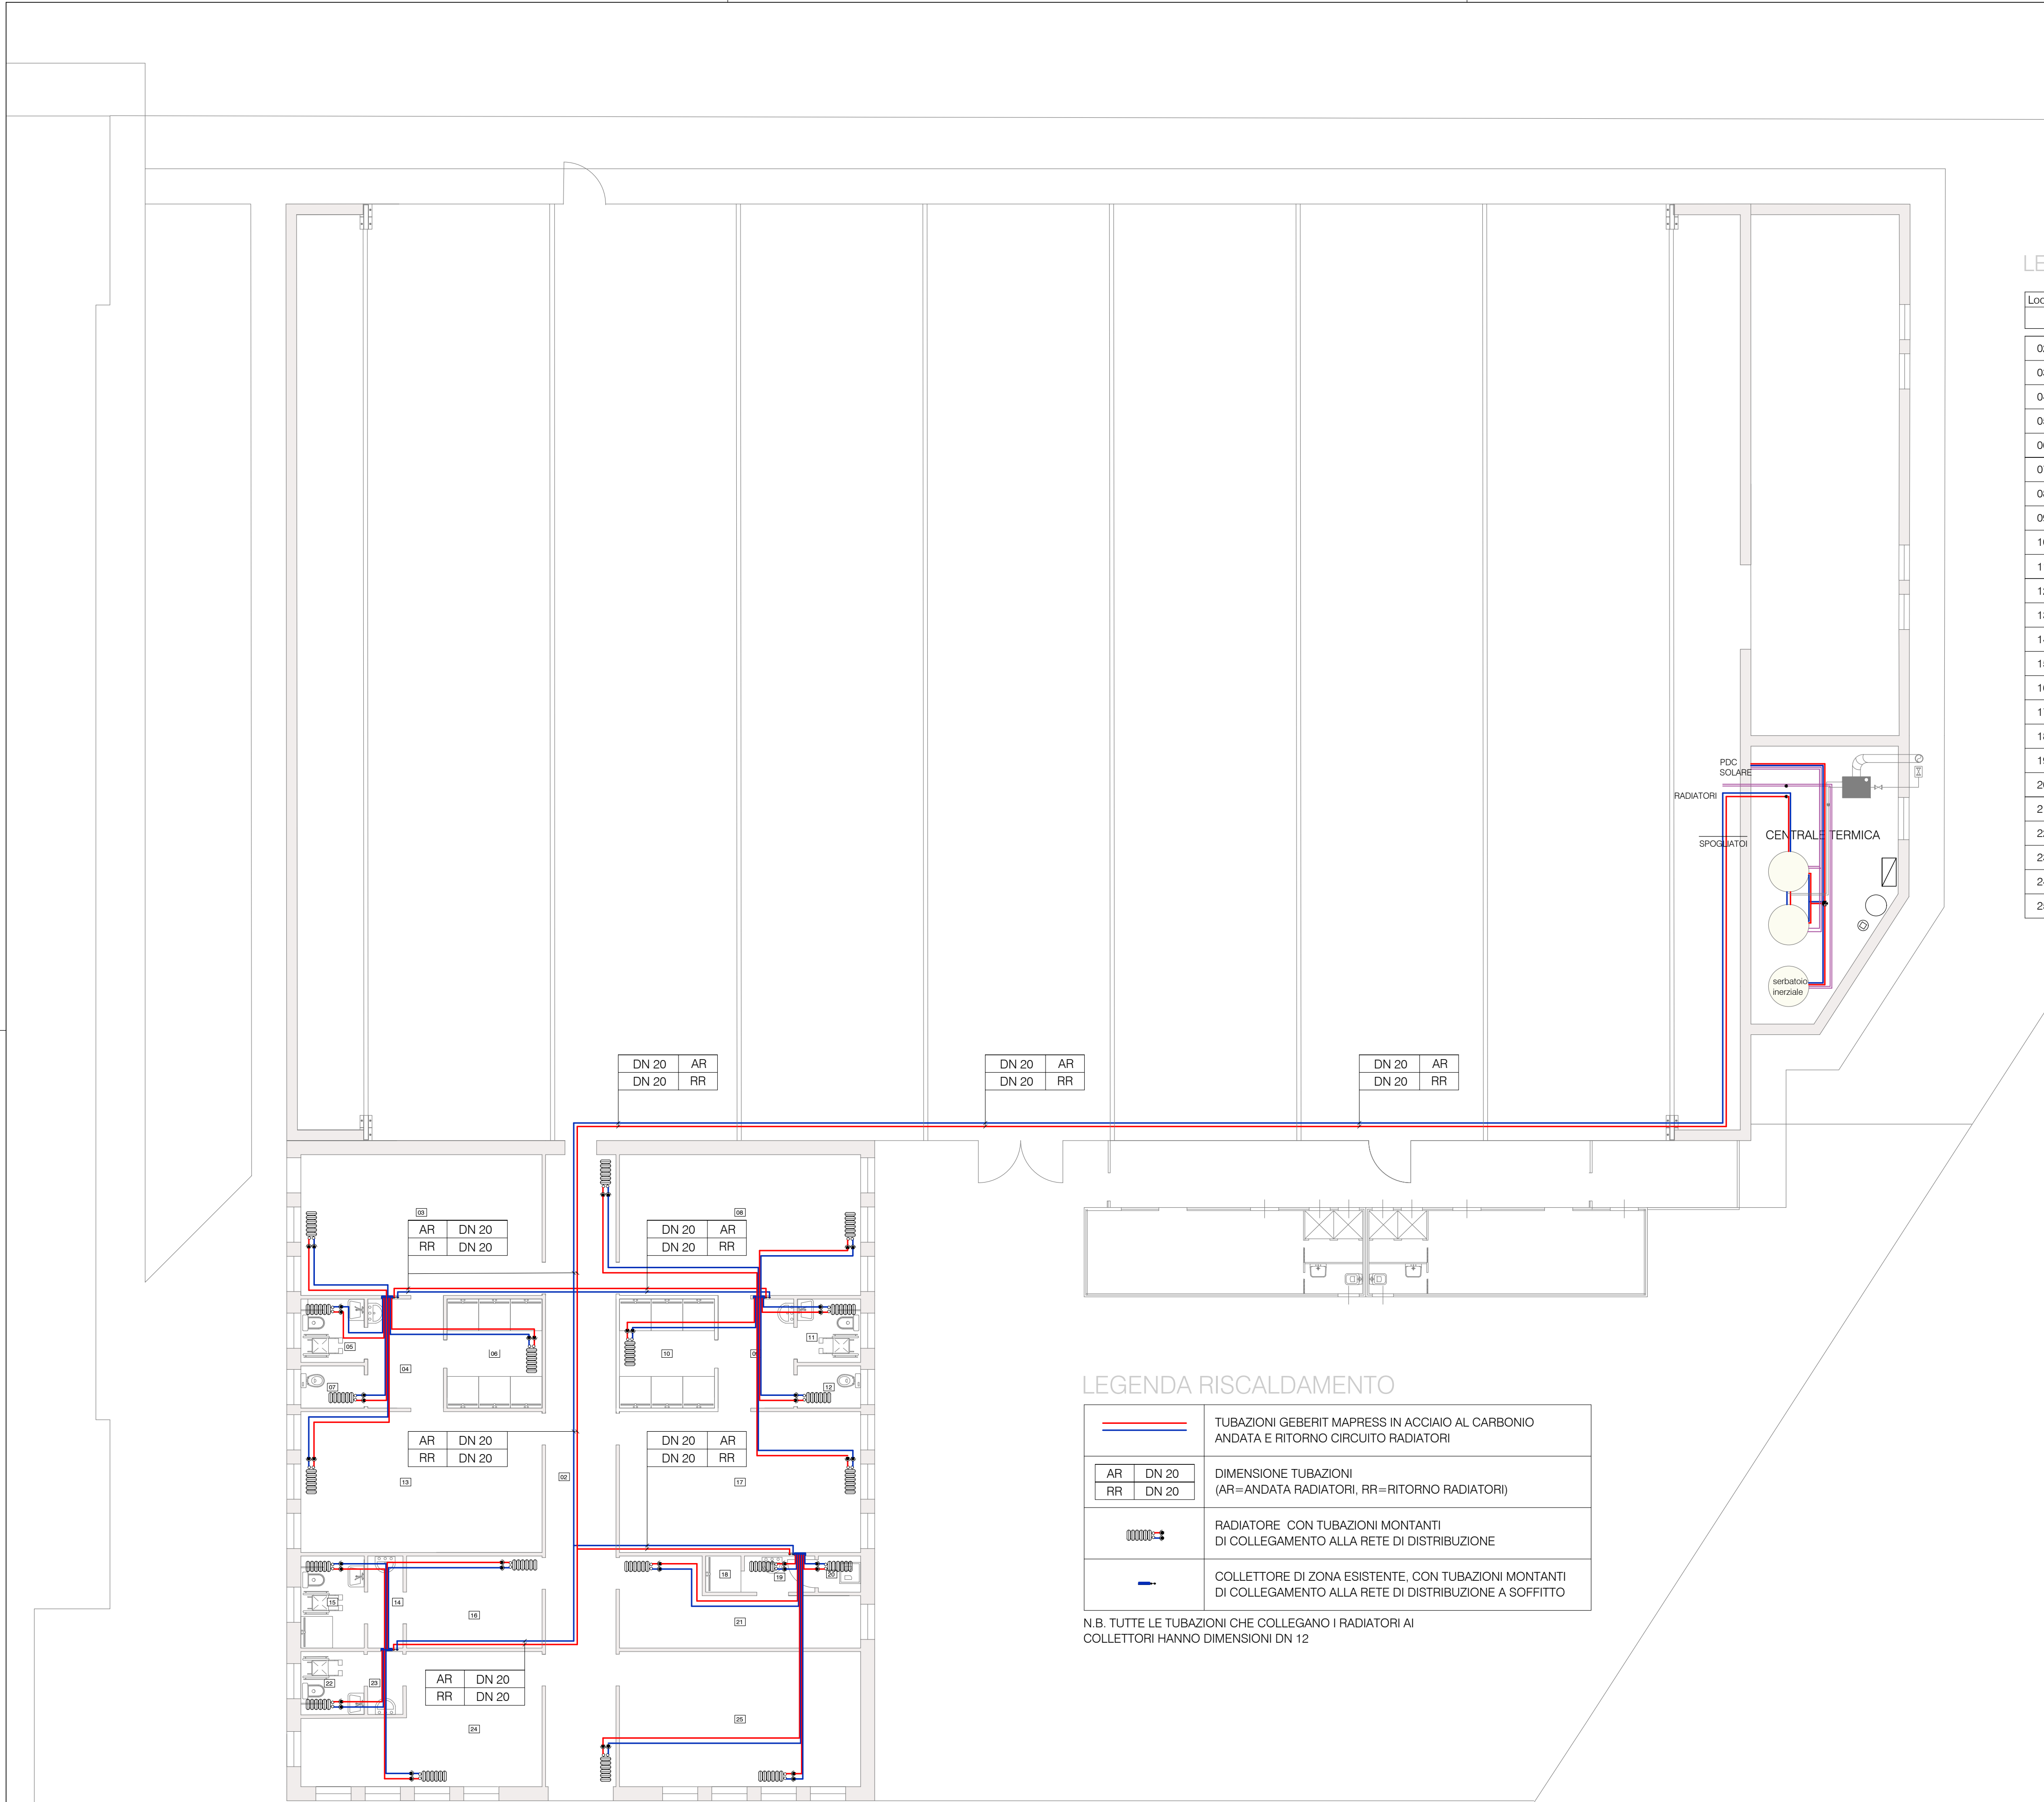 PDC
SOLARE
RADIATORI
CENTRALE TERMICA
SPOGLIATOI
serbatoio
inerziale
DN 20 AR
DN 20 RR
DN 20 AR
DN 20 RR
DN 20 AR
DN 20 RR
03
08
AR DN 20
RR DN 20
DN 20 AR
DN 20 RR
05
06
10
11
04
07
12
AR DN 20
RR DN 20
DN 20 AR
DN 20 RR
02
13
17
18
19
20
15
14
16
21
22
23
AR DN 20
RR DN 20
24
25
LEGENDA RISCALDAMENTO
TUBAZIONI GEBERIT MAPRESS IN ACCIAIO AL CARBONIO
ANDATA E RITORNO CIRCUITO RADIATORI
AR DN 20
RR DN 20
DIMENSIONE TUBAZIONI
(AR=ANDATA RADIATORI, RR=RITORNO RADIATORI)
RADIATORE CON TUBAZIONI MONTANTI
DI COLLEGAMENTO ALLA RETE DI DISTRIBUZIONE
COLLETTORE DI ZONA ESISTENTE, CON TUBAZIONI MONTANTI
DI COLLEGAMENTO ALLA RETE DI DISTRIBUZIONE A SOFFITTO
N.B. TUTTE LE TUBAZIONI CHE COLLEGANO I RADIATORI AI
COLLETTORI HANNO DIMENSIONI DN 12